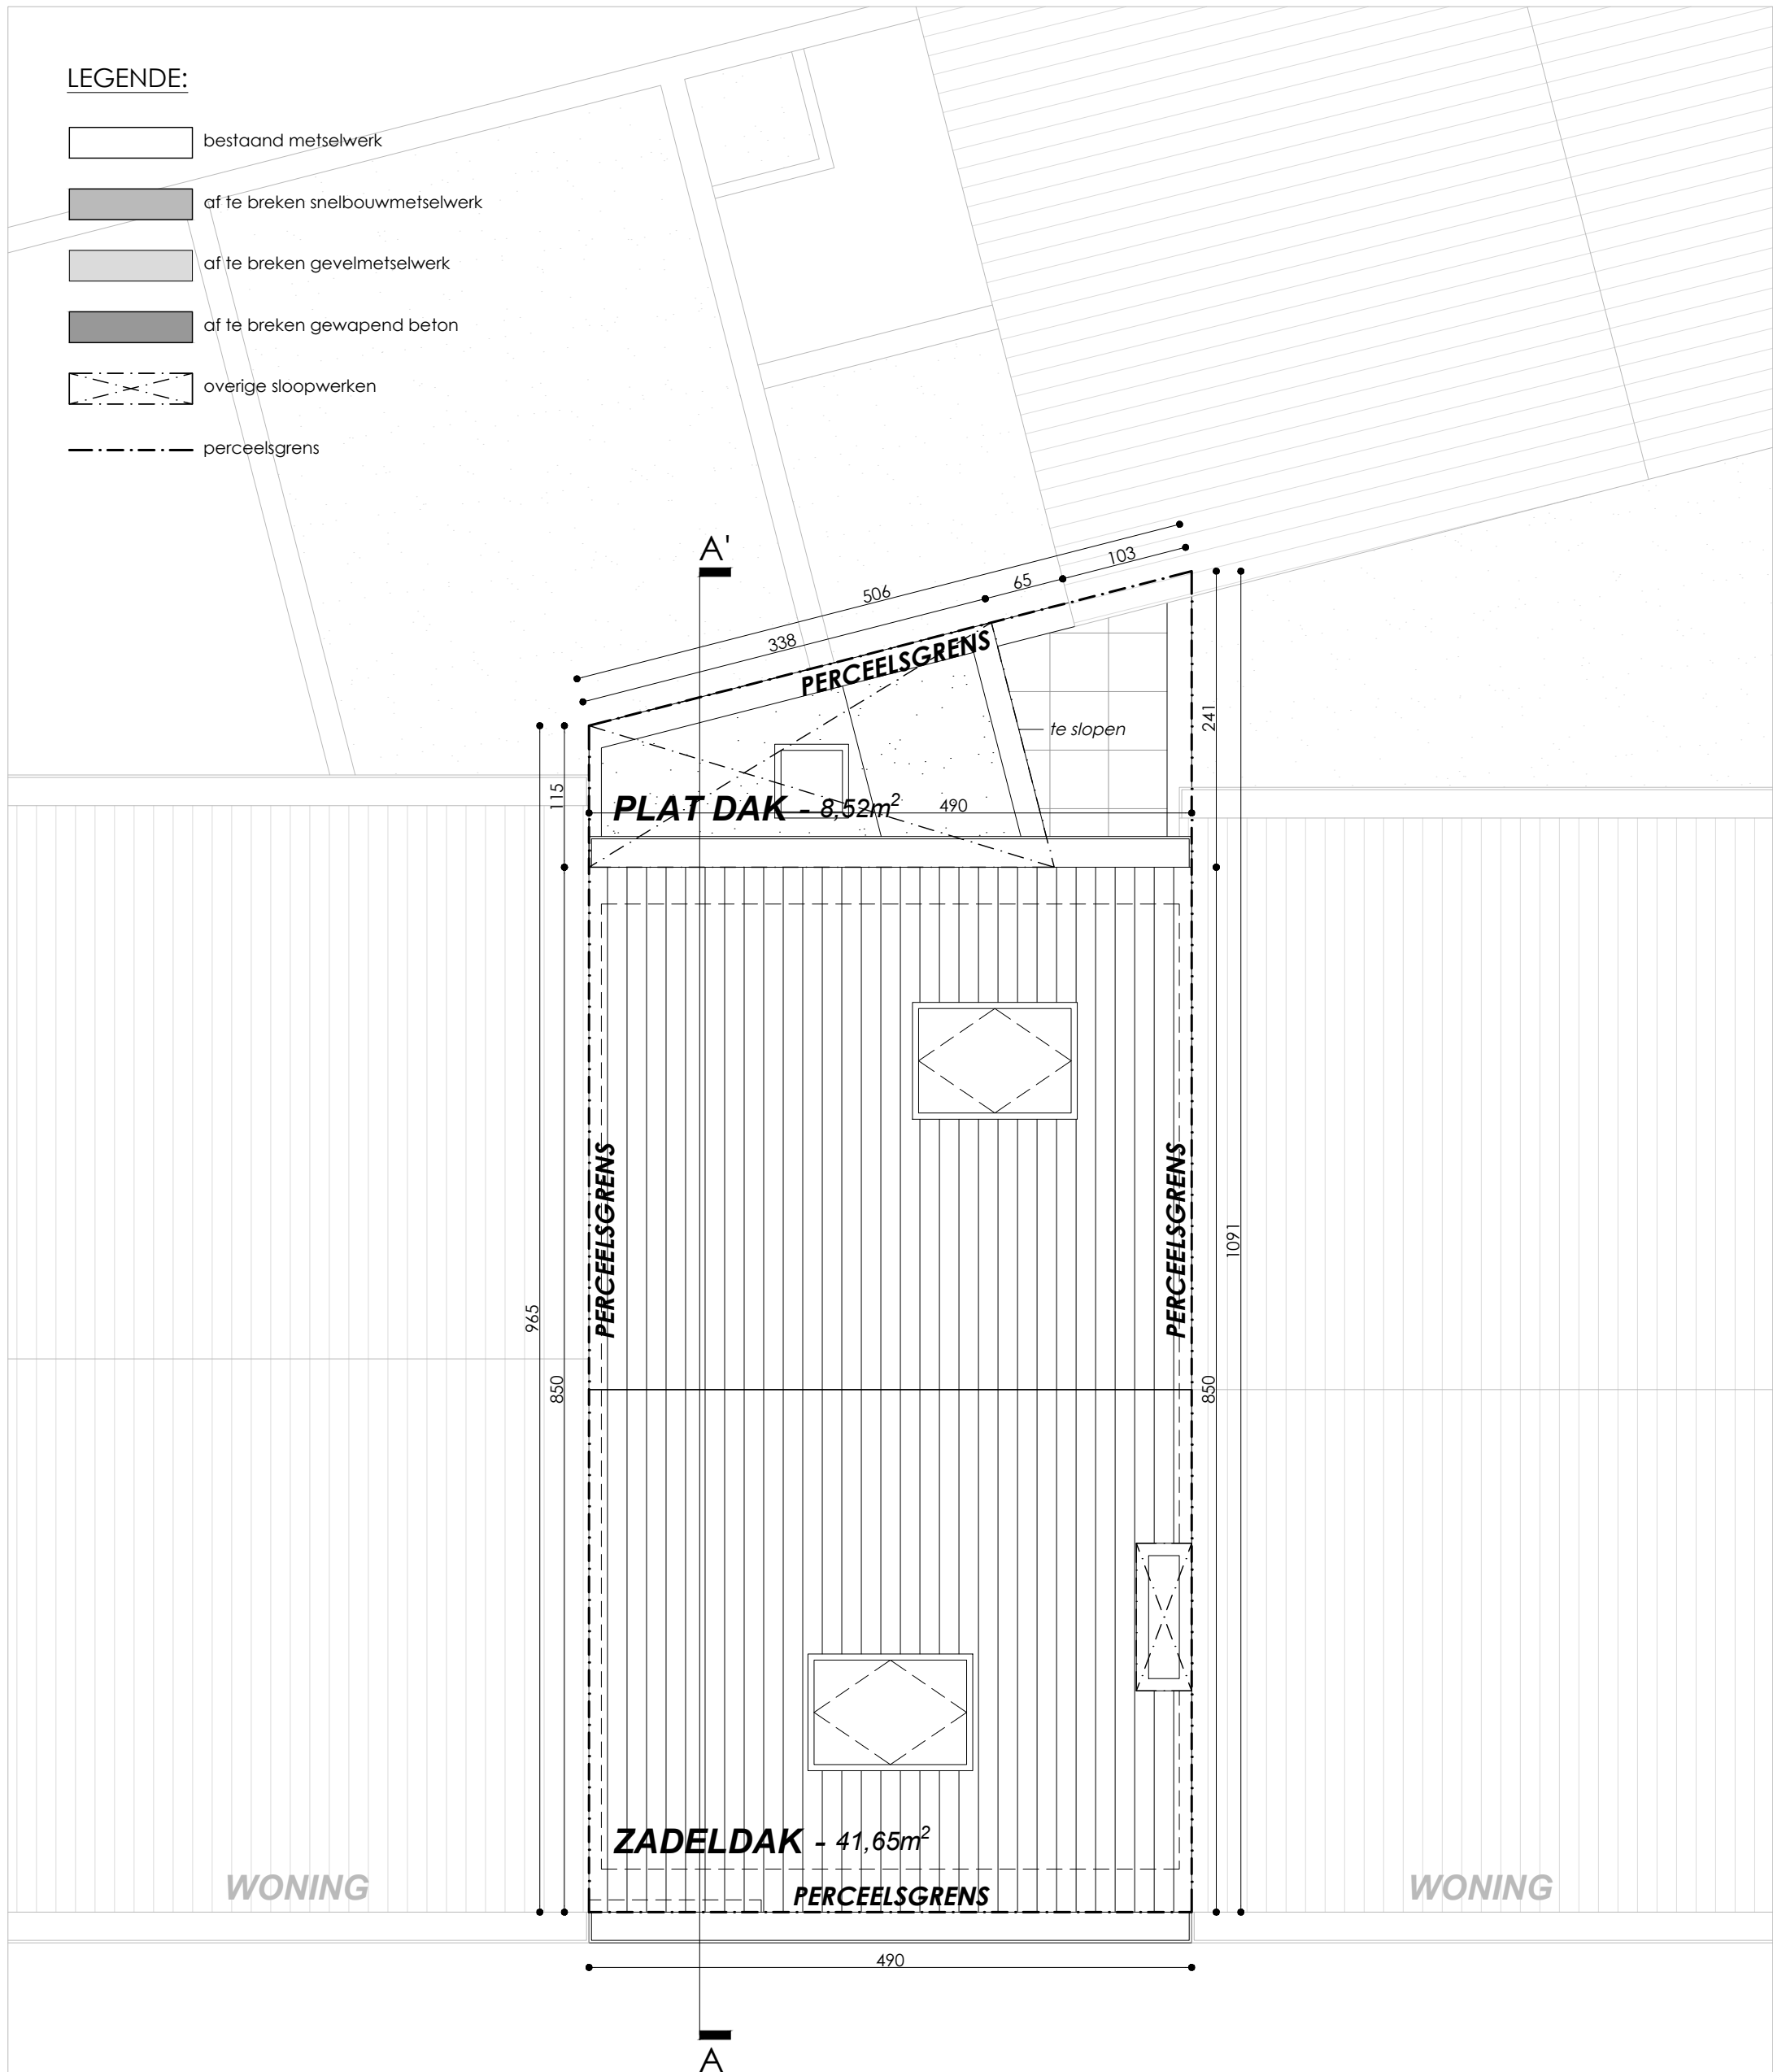 LEGENDE:
bestaand metselwerk
af te breken snelbouwmetselwerk
af te breken gevelmetselwerk
af te breken gewapend beton
overige sloopwerken
perceelsgrens
A'
506
103
65
338
PERCEELSGRENS
te slopen
241
115
PLAT DAK - 8,52m²
490
PERCEELSGRENS
PERCEELSGRENS
965
1091
850
850
ZADELDAK - 41,65m²
WONING
PERCEELSGRENS
WONING
490
A